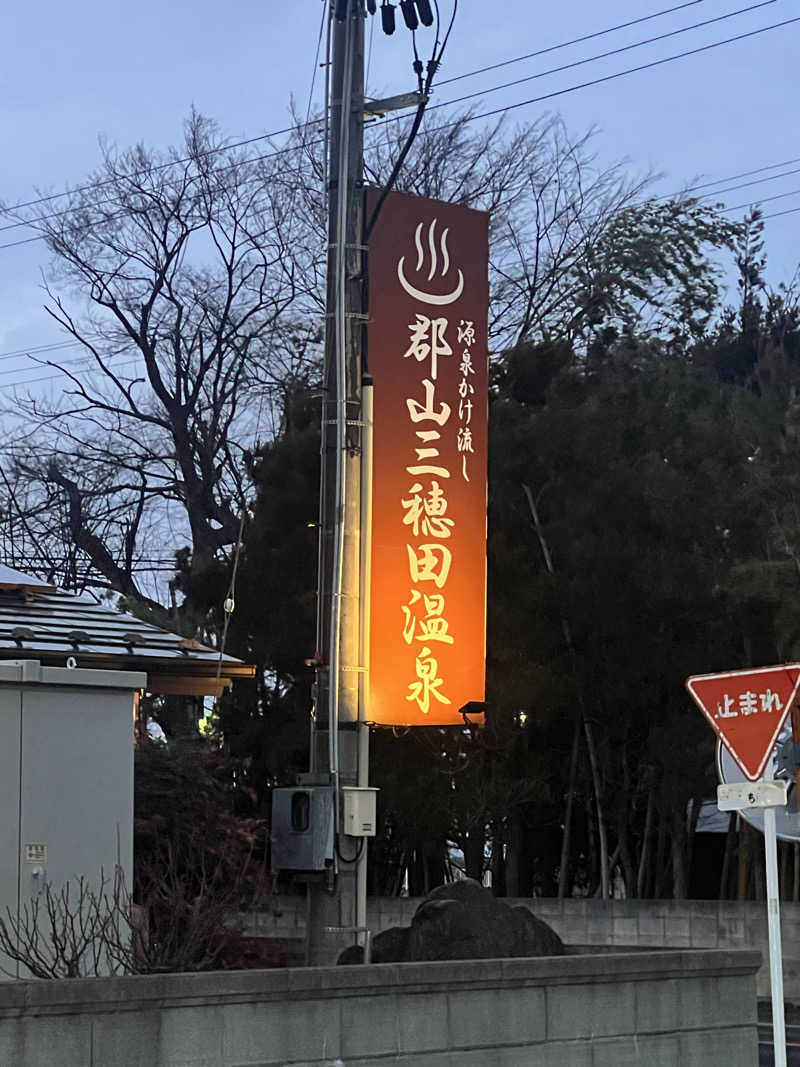 源泉かけ流し
郡山三穂田温泉
止まれ